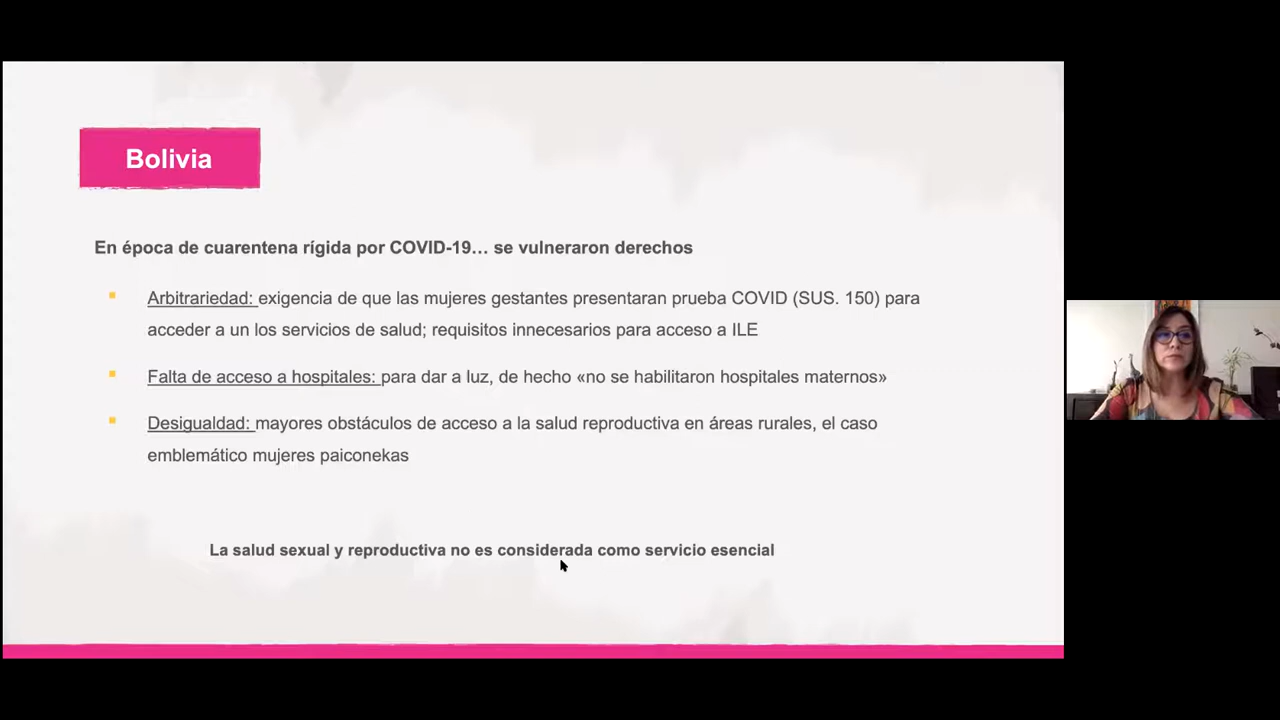 Bolivia
En época de cuarentena rígida por COVID-19… se vulneraron derechos
Arbitrariedad: exigencia de que las mujeres gestantes presentaran prueba COVID (SUS. 150) para
acceder a un los servicios de salud; requisitos innecesarios para acceso a ILE
Falta de acceso a hospitales: para dar a luz, de hecho «no se habilitaron hospitales maternos»
Desigualdad: mayores obstáculos de acceso a la salud reproductiva en áreas rurales, el caso
emblemático mujeres paiconekas
La salud sexual y reproductiva no es considerada como servicio esencial